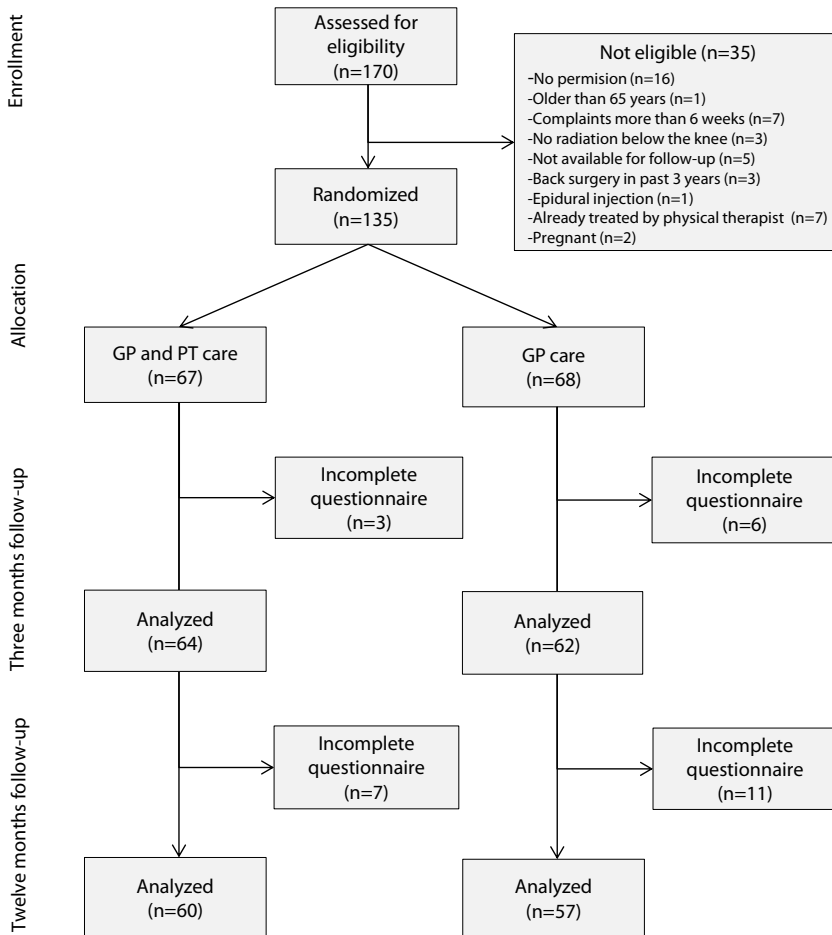 Enrollment
Assessed for
eligibility
(n=170)
Not eligible (n=35)
-No permision (n=16)
-Older than 65 years (n=1)
-Complaints more than 6 weeks (n=7)
-No radiation below the knee (n=3)
-Not available for follow-up (n=5)
-Back surgery in past 3 years (n=3)
-Epidural injection (n=1)
-Already treated by physical therapist (n=7)
-Pregnant (n=2)
Randomized
(n=135)
Allocation
GP and PT care
(n=67)
GP care
(n=68)
Three months follow-up
Incomplete
questionnaire
(n=3)
Incomplete
questionnaire
(n=6)
Analyzed
(n=64)
Analyzed
(n=62)
Twelve months follow-up
Incomplete
questionnaire
(n=7)
Incomplete
questionnaire
(n=11)
Analyzed
(n=60)
Analyzed
(n=57)